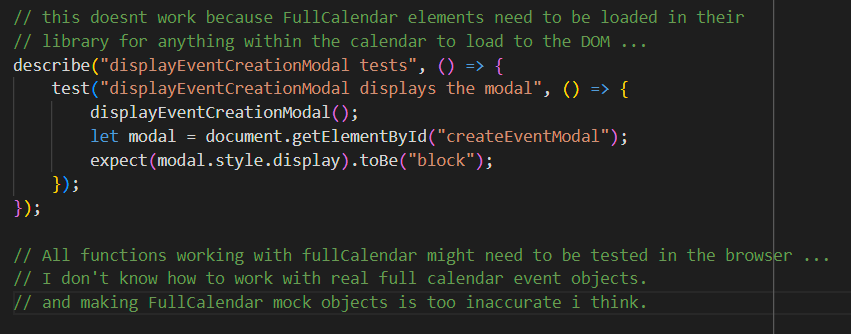 // this doesnt work because FullCalendar elements need to be loaded in their
// library for anything within the calendar to load to the DOM ...
describe("displayEventCreationModal tests", () => {
    test("displayEventCreationModal displays the modal", () => {
        displayEventCreationModal();
        let modal = document.getElementById("createEventModal");
        expect(modal.style.display).toBe("block");
    });
});
// All functions working with fullCalendar might need to be tested in the browser ...
// I don't know how to work with real full calendar event objects.
// and making FullCalendar mock objects is too inaccurate i think.